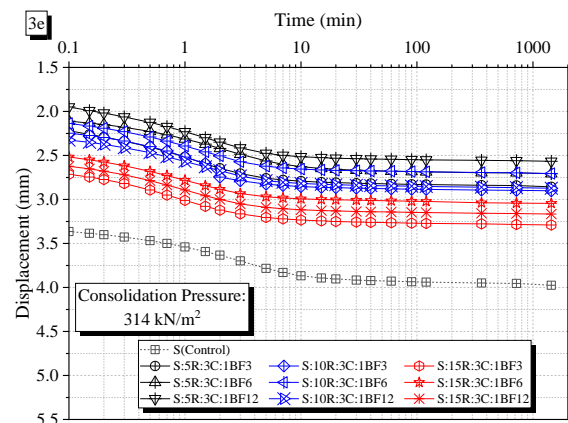 3e
Time (min)
0.1 1 10 100 1000
1.5
2.0
2.5
3.0
3.5
4.0
4.5
5.0
5.5
Displacement (mm)
Consolidation Pressure:
314 kN/m²
S(Control)
S:5R:3C:1BF3 S:10R:3C:1BF3 S:15R:3C:1BF3
S:5R:3C:1BF6 S:10R:3C:1BF6 S:15R:3C:1BF6
S:5R:3C:1BF12 S:10R:3C:1BF12 S:15R:3C:1BF12